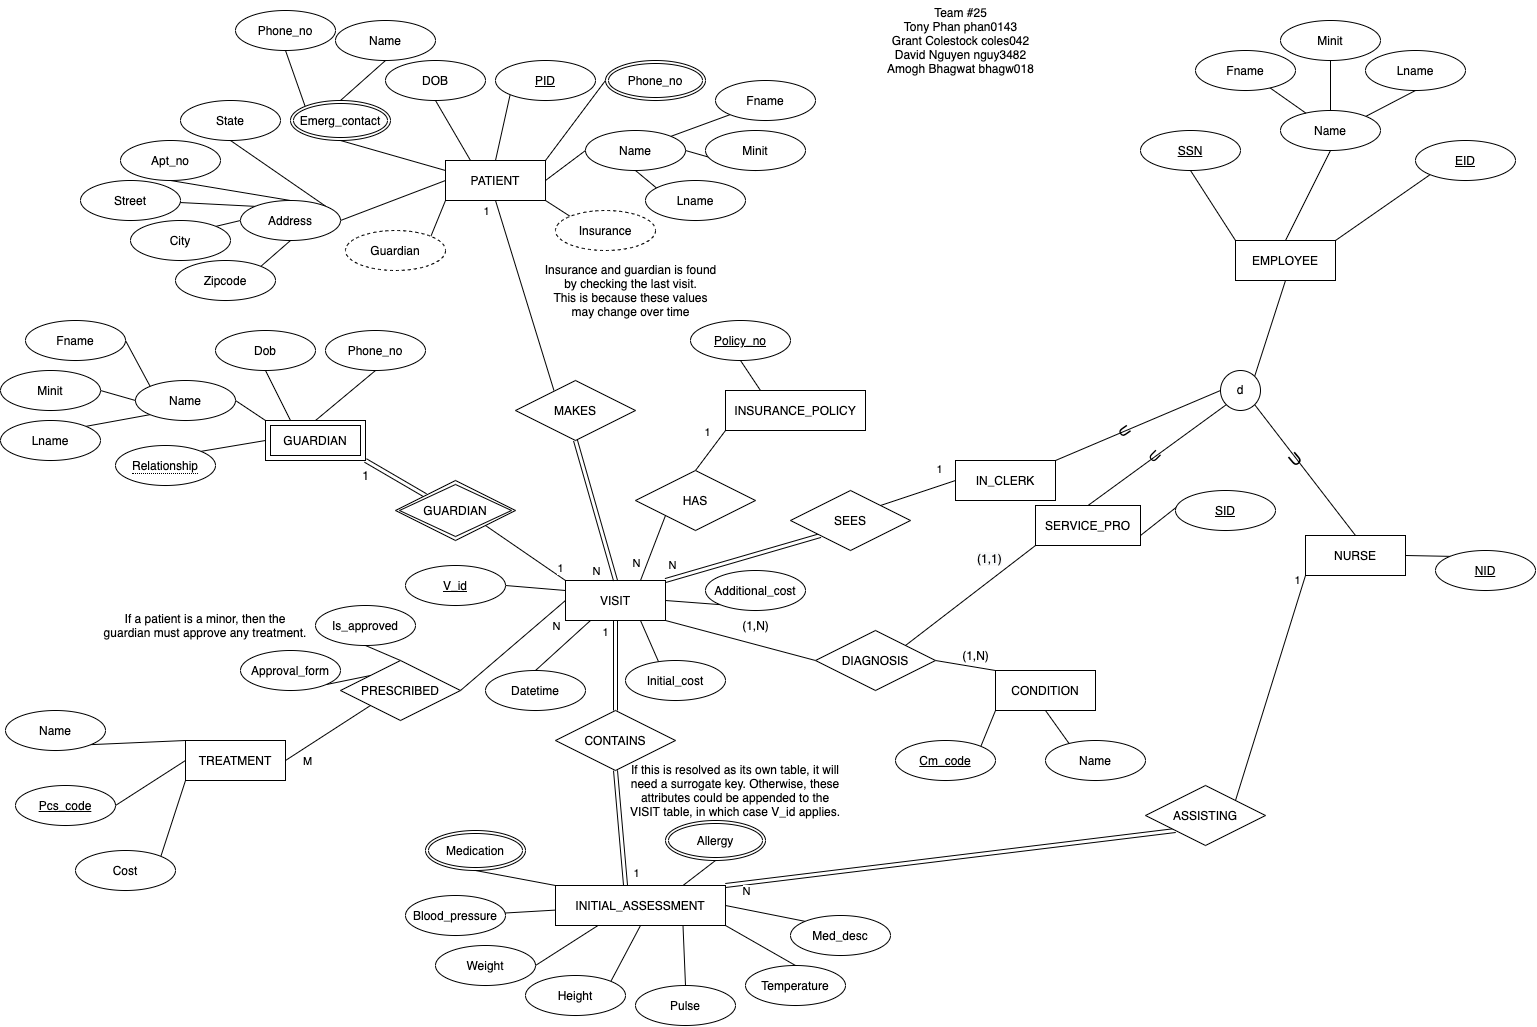 Team #25
Tony Phan phan0143
Grant Colestock coles042
David Nguyen nguy3482
Amogh Bhagwat bhagw018
Phone_no
Name
DOB
PID
Phone_no
Emerg_contact
State
Apt_no
Street
Address
City
Zipcode
PATIENT
1
Name
Fname
Minit
Lname
Guardian
Insurance
Insurance and guardian is found
by checking the last visit.
This is because these values
may change over time
Minit
Fname
Lname
Name
SSN
EID
EMPLOYEE
d
Fname
Minit
Lname
Name
Dob
Phone_no
GUARDIAN
Relationship
1
GUARDIAN
1
MAKES
N
Policy_no
INSURANCE_POLICY
1
HAS
N
SEES
N
1
IN_CLERK
SERVICE_PRO
SID
(1,1)
NURSE
NID
1
V_id
VISIT
Additional_cost
(1,N)
N
1
Datetime
Initial_cost
If a patient is a minor, then the
guardian must approve any treatment.
Is_approved
Approval_form
PRESCRIBED
DIAGNOSIS
(1,N)
CONDITION
Cm_code
Name
Name
TREATMENT
M
Pcs_code
Cost
CONTAINS
If this is resolved as its own table, it will
need a surrogate key. Otherwise, these
attributes could be appended to the
VISIT table, in which case V_id applies.
ASSISTING
Medication
Allergy
1
N
INITIAL_ASSESSMENT
Blood_pressure
Weight
Height
Pulse
Temperature
Med_desc